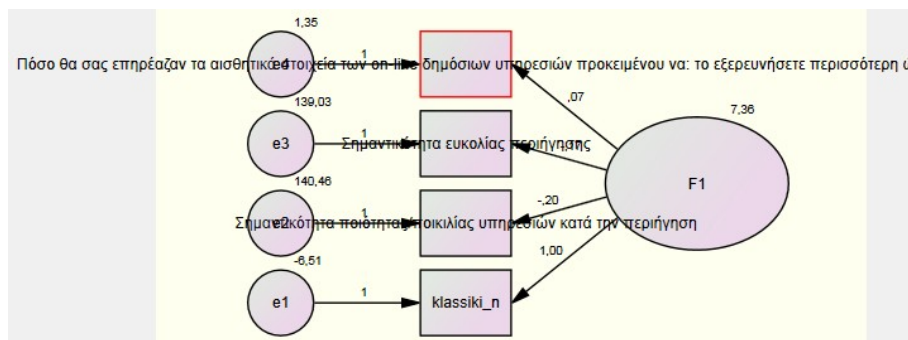 1,35
Πόσο θα σας επηρέαζαν τα αισθητικά στοιχεία των on-line δημόσιων υπηρεσιών προκειμένου να: το εξερευνήσετε περισσότερη
e4
1
,07
139,03
7,36
e3
1
Σημαντικότητα ευκολίας περιήγησης
F1
140,46
-,20
e2
1
Σημαντικότητα ποιότητας/ποικιλίας υπηρεσιών κατά την περιήγηση
-6,51
1,00
e1
1
klassiki_n